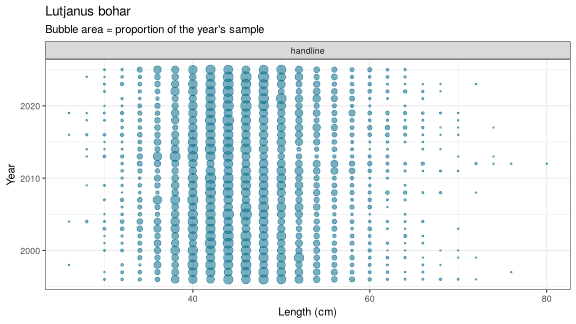 Lutjanus bohar
Bubble area = proportion of the year's sample
handline
Year
2020
2010
2000
40
60
80
Length (cm)